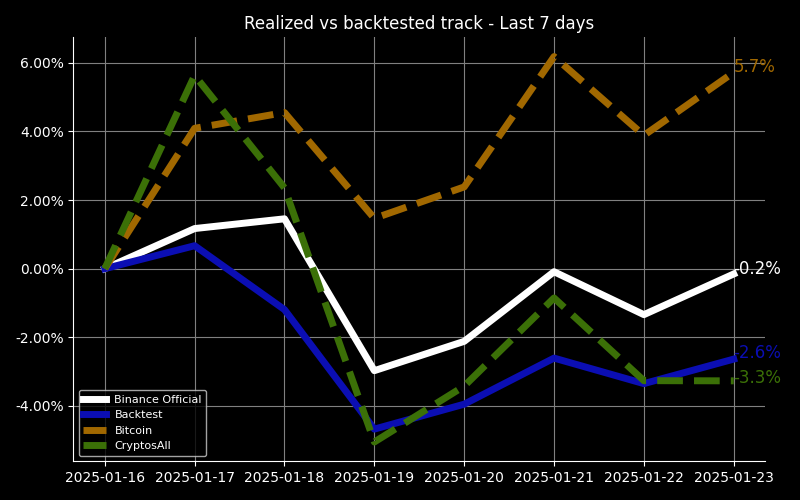 Realized vs backtested track - Last 7 days
6.00%
4.00%
2.00%
0.00%
-2.00%
-4.00%
5.7%
-0.2%
-2.6%
-3.3%
Binance Official
Backtest
Bitcoin
CryptosAll
2025-01-16 2025-01-17 2025-01-18 2025-01-19 2025-01-20 2025-01-21 2025-01-22 2025-01-23